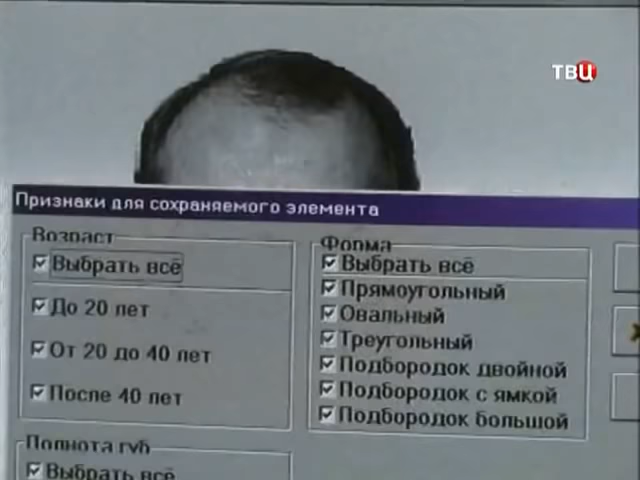 ТВЦ
Признаки для сохраняемого элемента
Возраст
Выбрать всё
До 20 лет
От 20 до 40 лет
После 40 лет
Форма
Выбрать всё
Прямоугольный
Овальный
Треугольный
Подбородок двойной
Подбородок с ямкой
Подбородок большой
Полнота губ
Выбрать всё